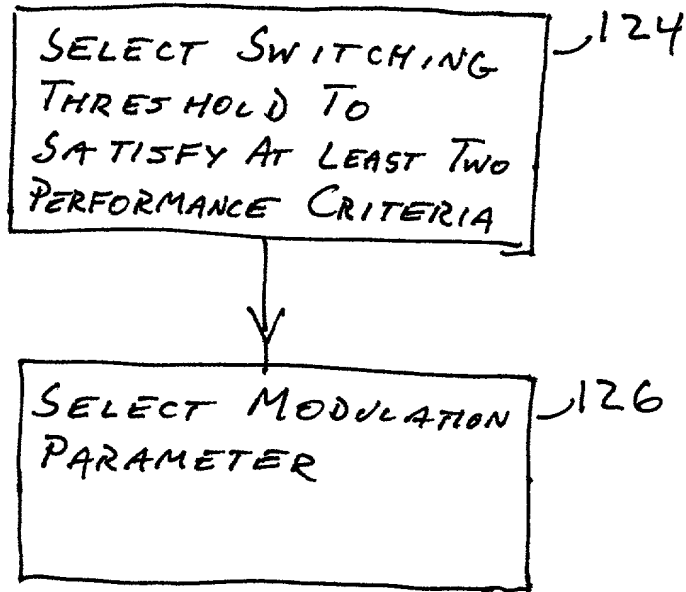 SELECT SWITCHING
THRESHOLD TO
SATISFY AT LEAST TWO
PERFORMANCE CRITERIA
124
SELECT MODULATION
PARAMETER
126